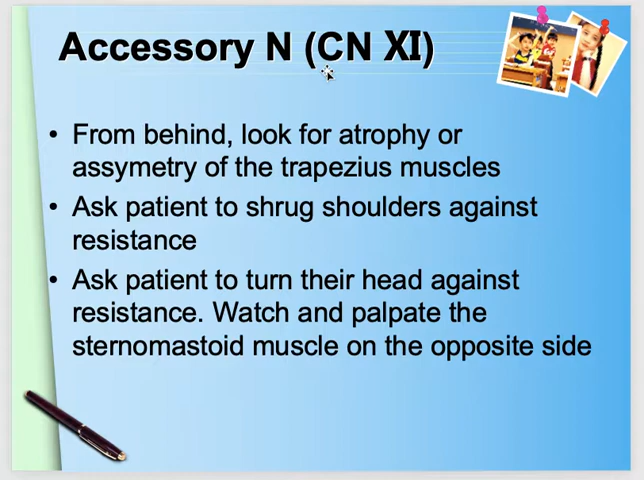 Accessory N (CN XI)
• From behind, look for atrophy or
assymetry of the trapezius muscles
• Ask patient to shrug shoulders against
resistance
• Ask patient to turn their head against
resistance. Watch and palpate the
sternomastoid muscle on the opposite side